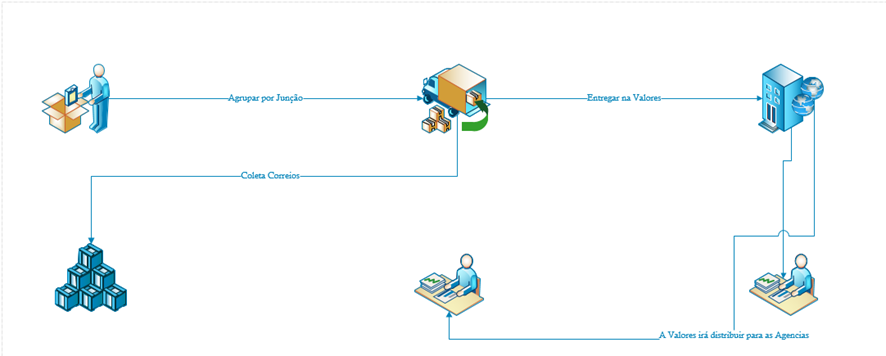 Agrupar por Junção
Entregar na Valores
Coleta Correios
A Valores irá distribuir para as Agencias